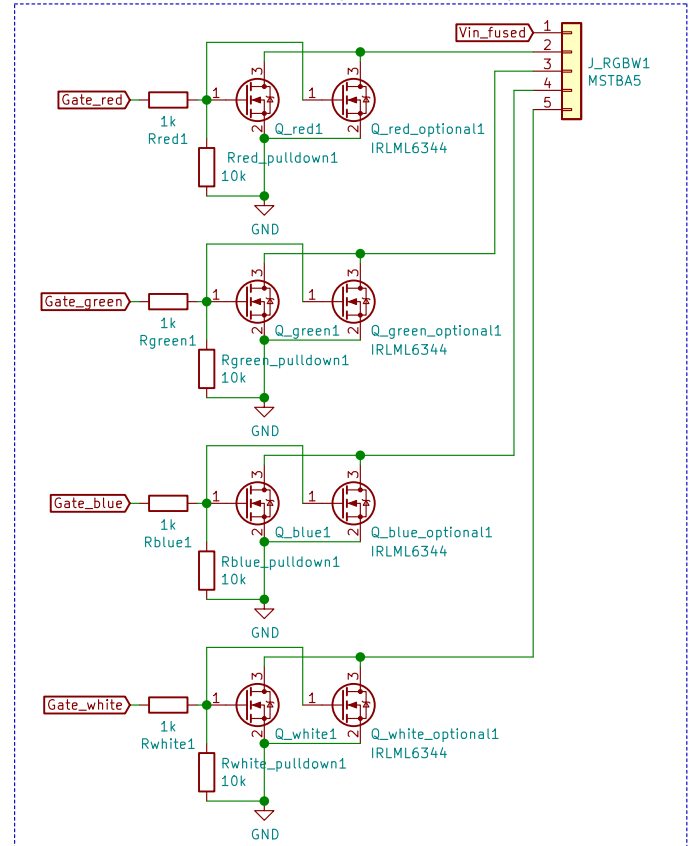 Vin_fused
1
2
3
4
5
J_RGBW1
MSTBA5
Gate_red
1k
Rred1
1
3
2
Q_red1
1
3
2
Q_red_optional1
IRLML6344
Rred_pulldown1
10k
GND
Gate_green
1k
Rgreen1
1
3
2
Q_green1
1
3
2
Q_green_optional1
IRLML6344
Rgreen_pulldown1
10k
GND
Gate_blue
1k
Rblue1
1
3
2
Q_blue1
1
3
2
Q_blue_optional1
IRLML6344
Rblue_pulldown1
10k
GND
Gate_white
1k
Rwhite1
1
3
2
Q_white1
1
3
2
Q_white_optional1
IRLML6344
Rwhite_pulldown1
10k
GND